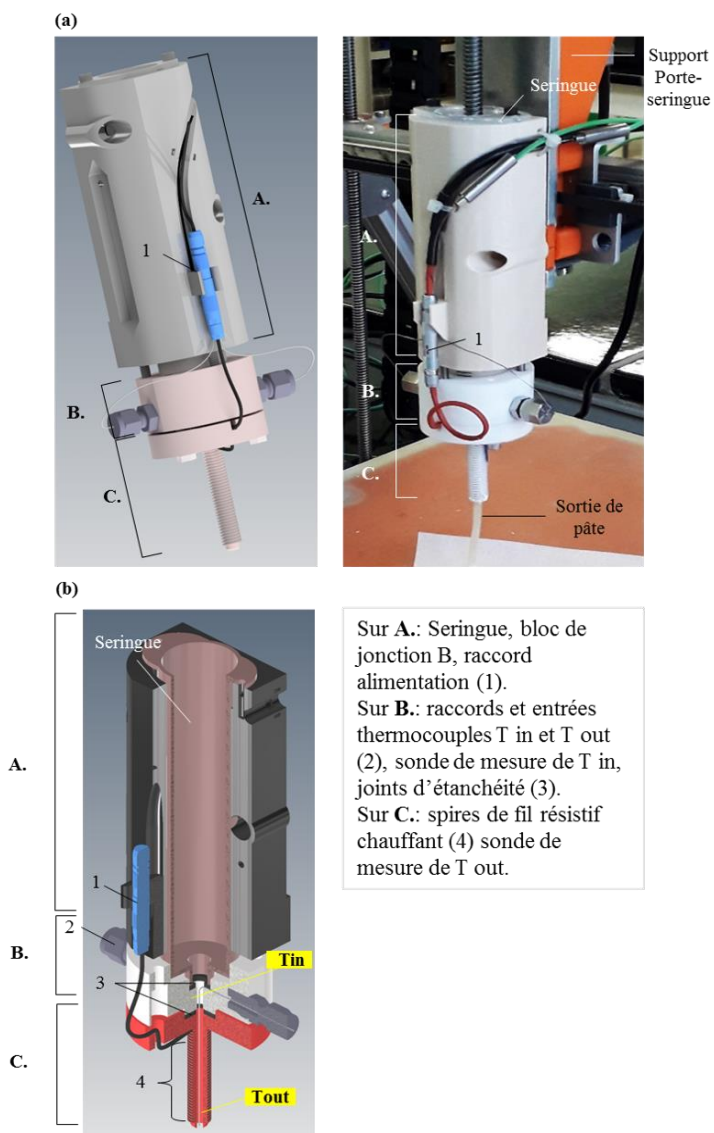 (a)
Support
Porte-
seringue
Seringue
A.
1
B.
C.
A.
1
B.
C.
Sortie de
pâte
(b)
Seringue
A.
1
2
B.
Tin
3
C.
4
Tout
Sur A.: Seringue, bloc de
jonction B, raccord
alimentation (1).
Sur B.: raccords et entrées
thermocouples T in et T out
(2), sonde de mesure de T in,
joints d’étanchéité (3).
Sur C.: spires de fil résistif
chauffant (4) sonde de
mesure de T out.